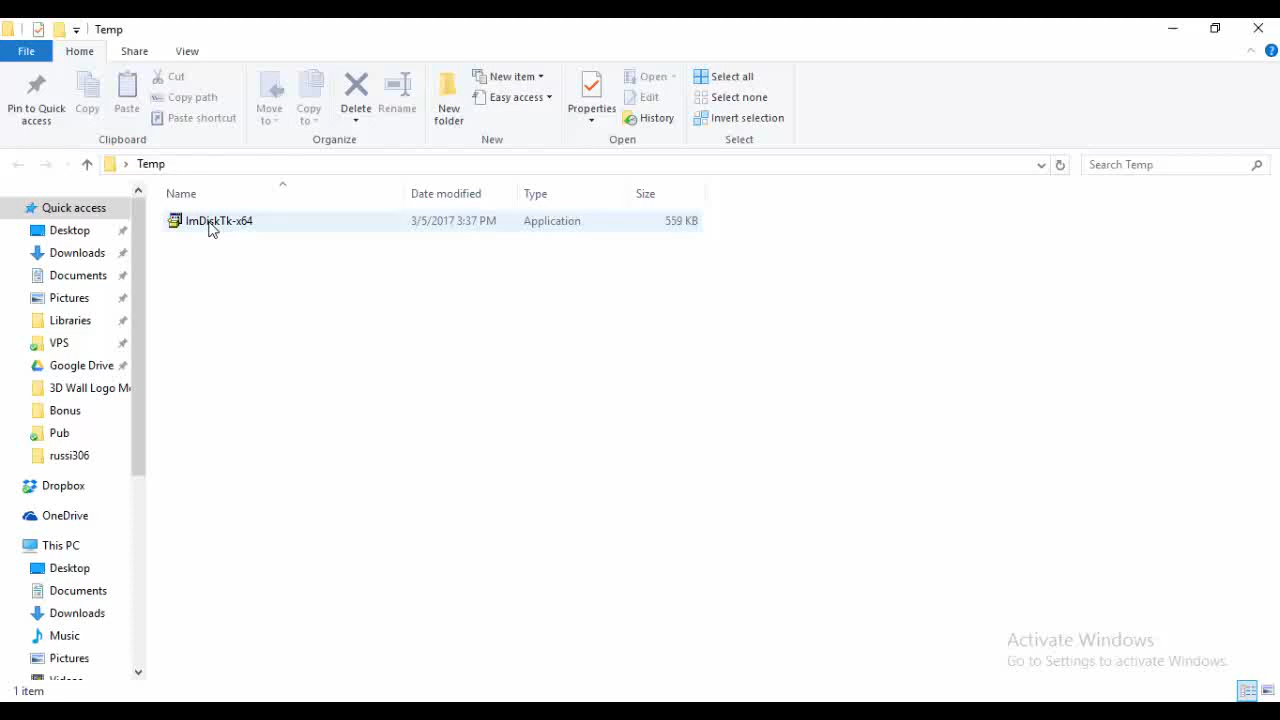 Temp
File Home Share View
Pin to Quick access
Copy
Paste
Cut
Copy path
Paste shortcut
Clipboard
Move to
Copy to
Delete
Rename
Organize
New folder
New item
Easy access
New
Properties
Open
Edit
History
Open
Select all
Select none
Invert selection
Select
Temp
Search Temp
Name Date modified Type Size
ImDiskTk-x64 3/5/2017 3:37 PM Application 559 KB
Quick access
Desktop
Downloads
Documents
Pictures
Libraries
VPS
Google Drive
3D Wall Logo M
Bonus
Pub
russi306
Dropbox
OneDrive
This PC
Desktop
Documents
Downloads
Music
Pictures
Activate Windows
Go to Settings to activate Windows.
1 item